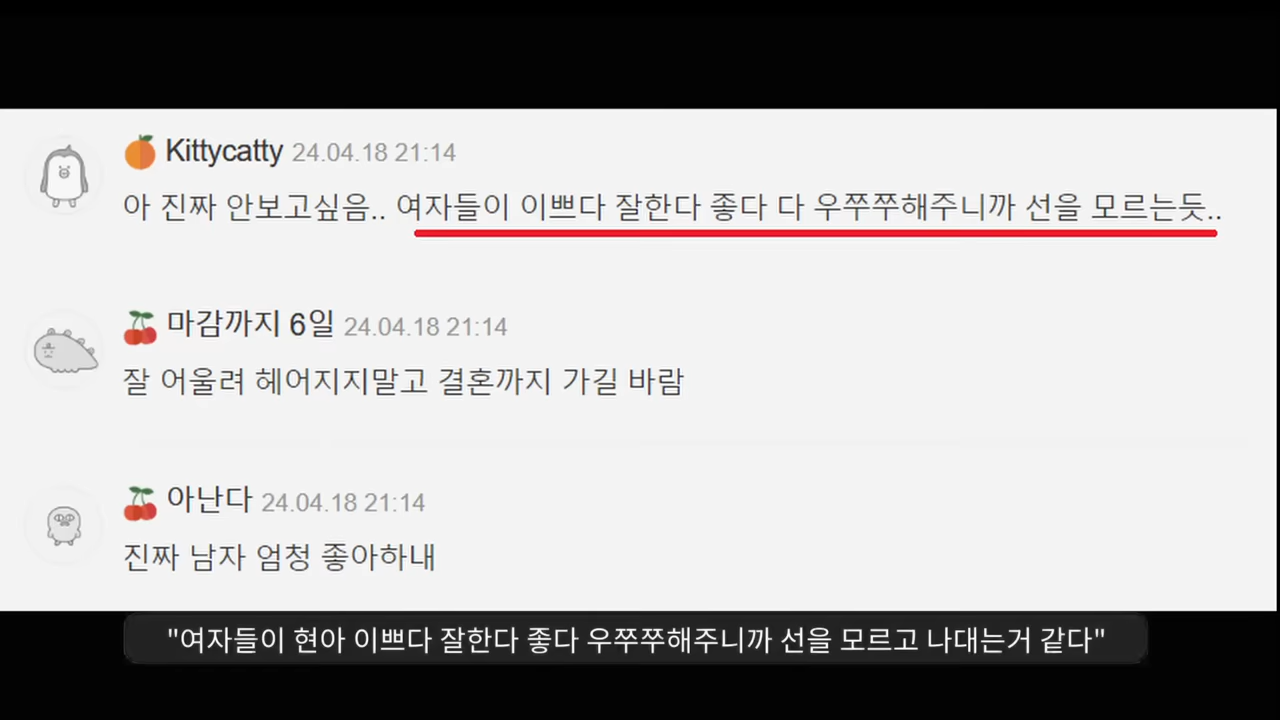 Kittycatty 24.04.18 21:14
아 진짜 안보고싶음.. 여자들이 이쁘다 잘한다 좋다 다 우쭈쭈해주니까 선을 모르는듯..
마감까지 6일 24.04.18 21:14
잘 어울려 헤어지지말고 결혼까지 가길 바람
아난다 24.04.18 21:14
진짜 남자 엄청 좋아하내
"여자들이 현아 이쁘다 잘한다 좋다 우쭈쭈해주니까 선을 모르고 나대는거 같다"